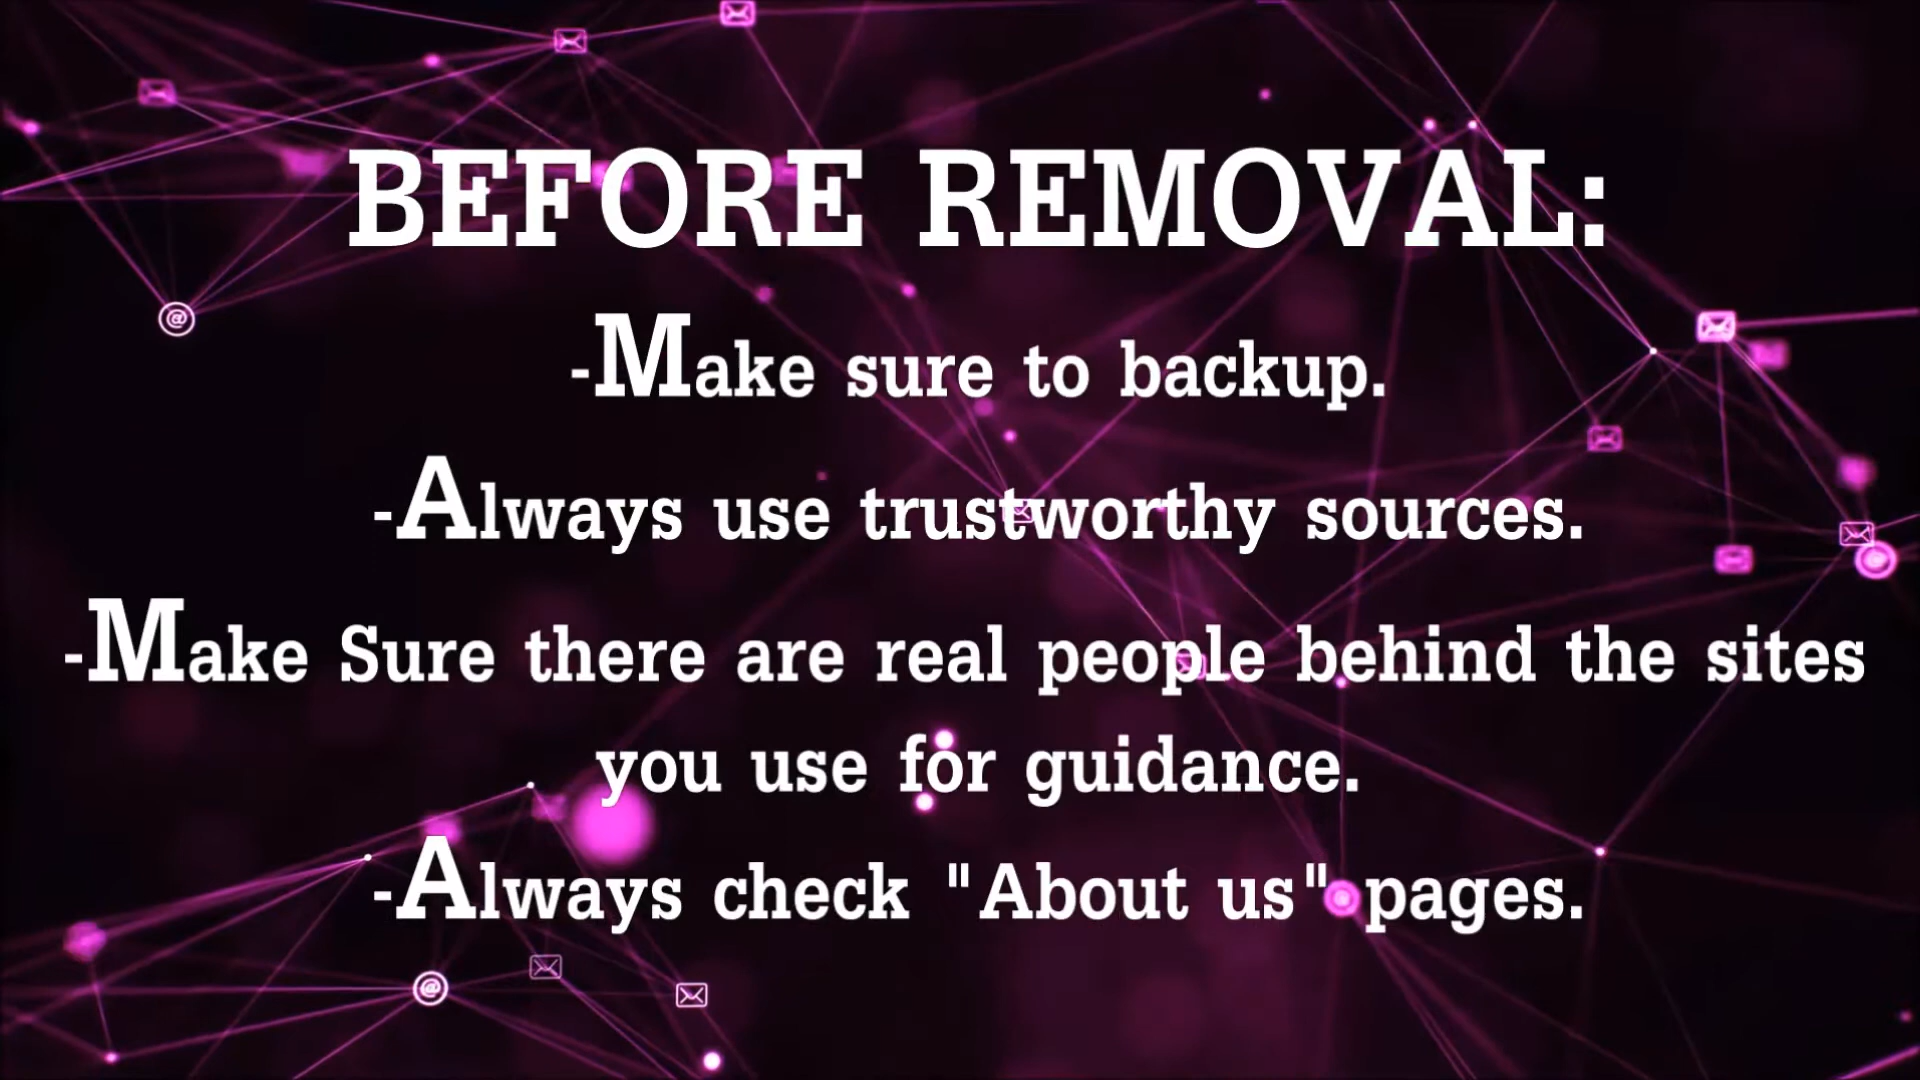 BEFORE REMOVAL:
-Make sure to backup.
-Always use trustworthy sources.
-Make Sure there are real people behind the sites
you use for guidance.
-Always check "About us" pages.